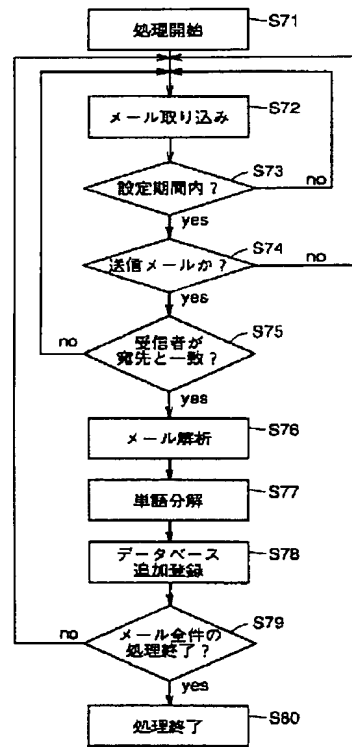 処理開始
S71
メール取り込み
S72
設定期間内?
S73
no
yes
送信メールか?
S74
no
yes
受信者が
宛先と一致?
S75
no
yes
メール解析
S76
単語分解
S77
データベース
追加登録
S78
メール全件の
処理終了?
S79
no
yes
処理終了
S80